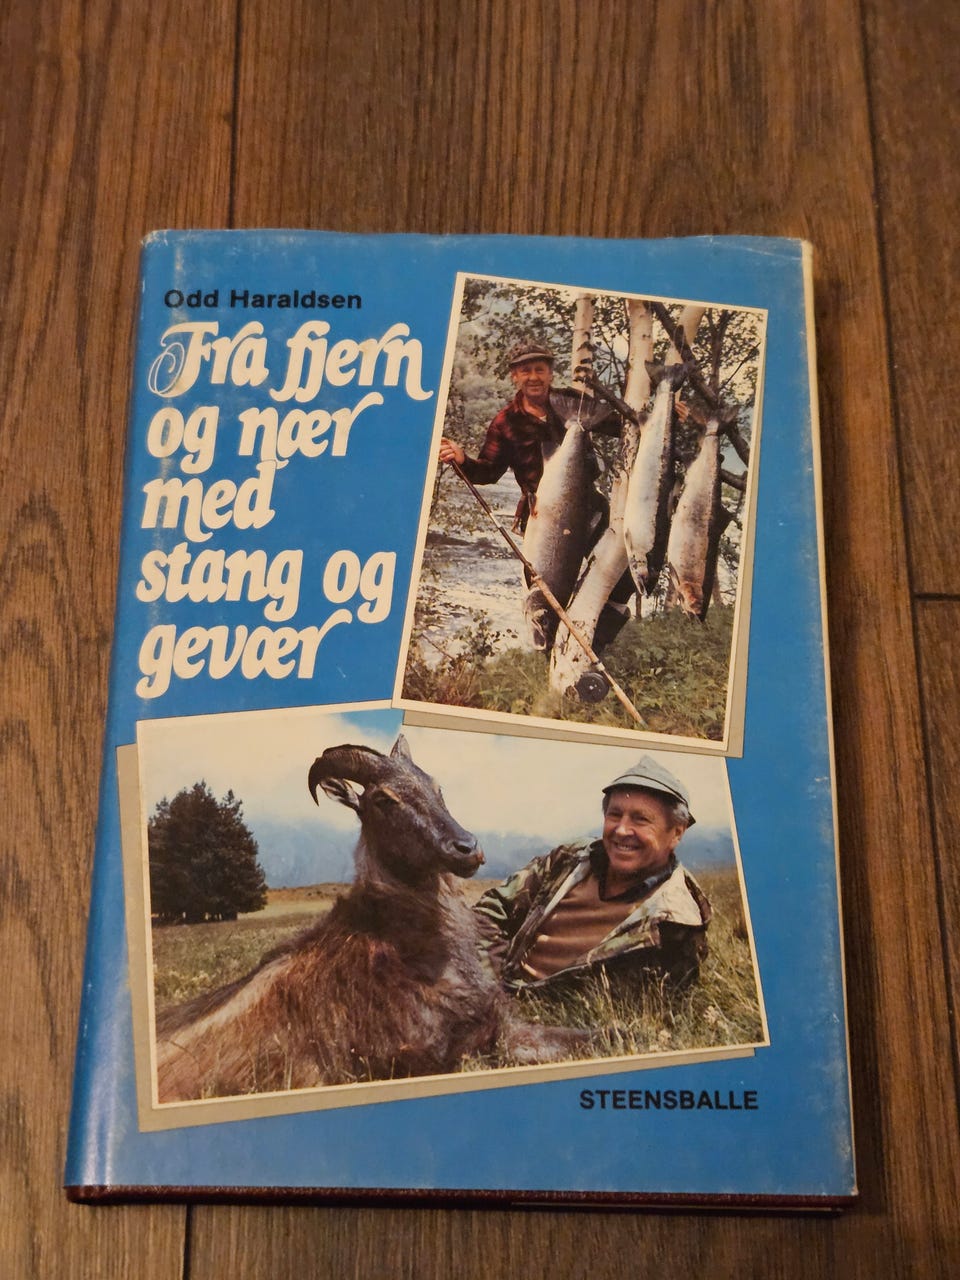 Odd Haraldsen
Fra fjern
og nær
med
stang og
gevær
STEENSBALLE